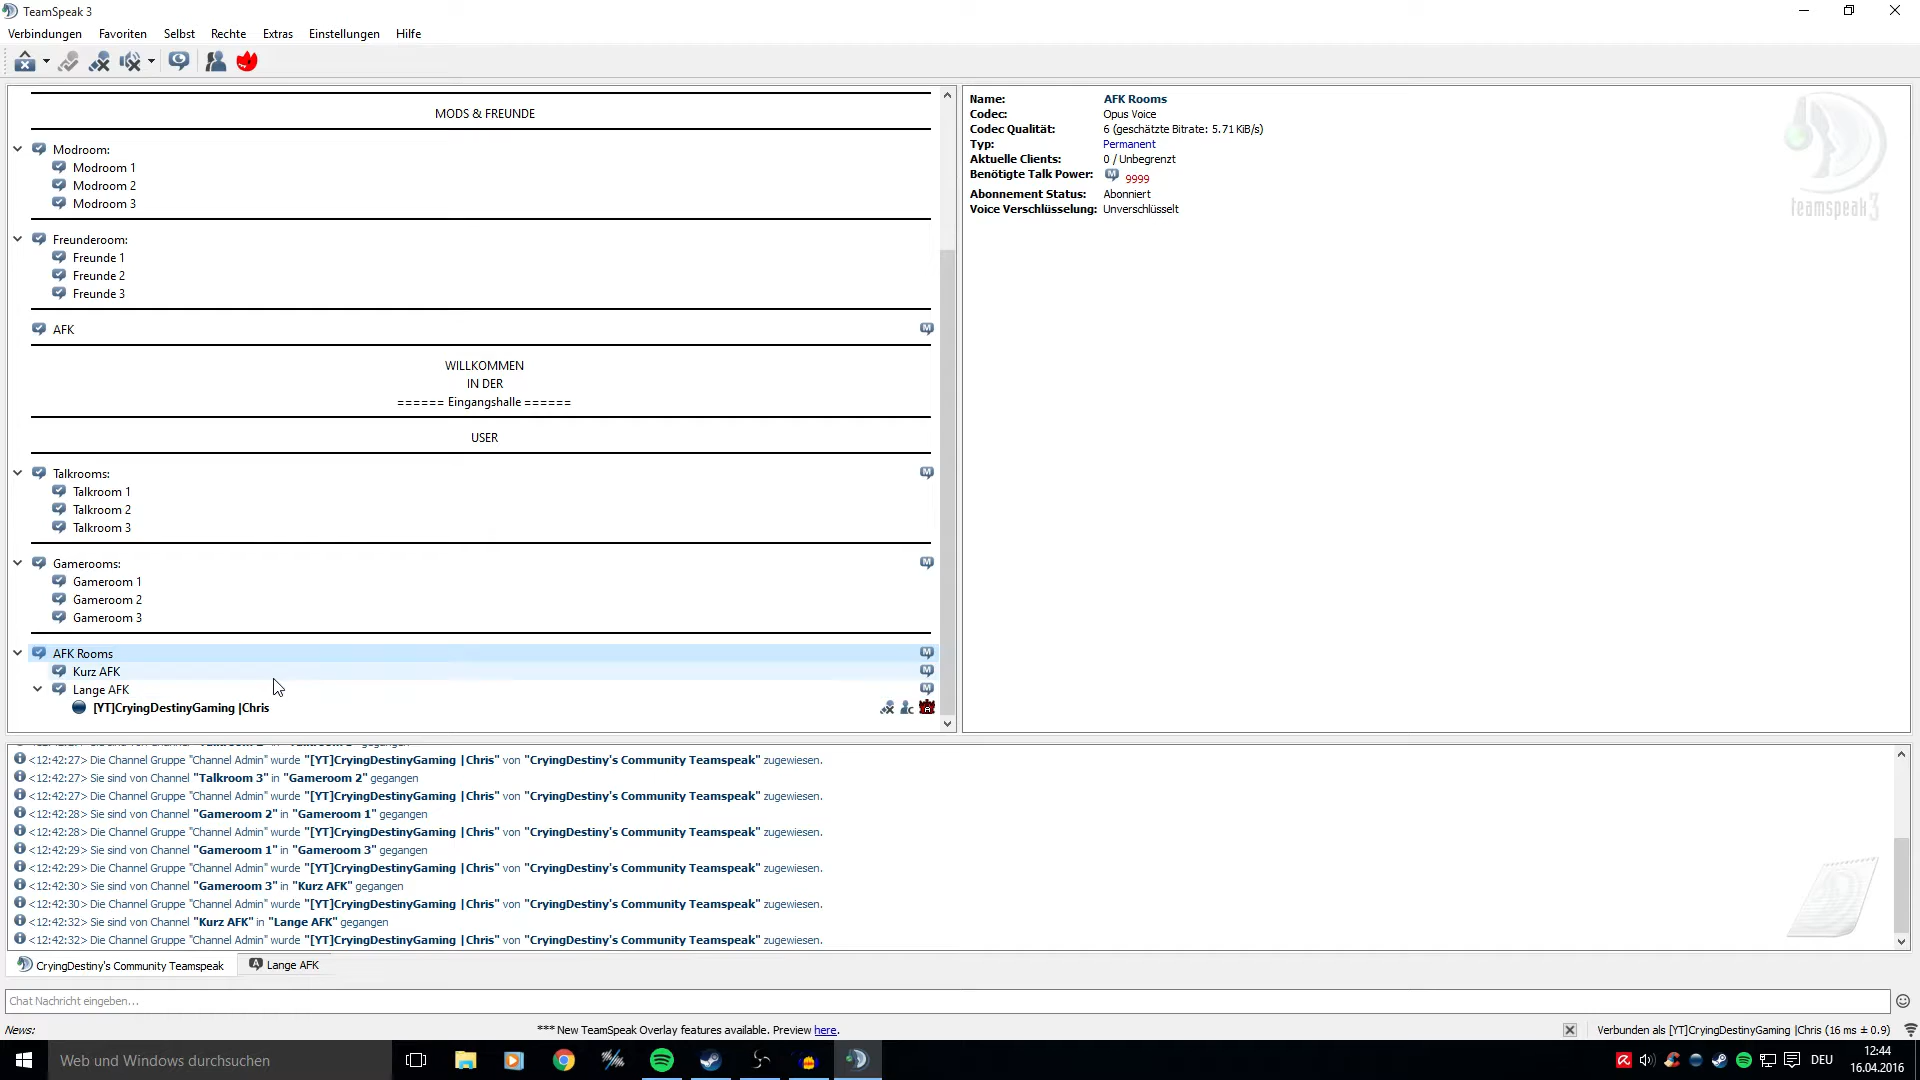 TeamSpeak 3
Verbindungen Favoriten Selbst Rechte Extras Einstellungen Hilfe
MODS & FREUNDE
Modroom:
Modroom 1
Modroom 2
Modroom 3
Freunderoom:
Freunde 1
Freunde 2
Freunde 3
AFK
WILLKOMMEN
IN DER
====== Eingangshalle ======
USER
Talkrooms:
Talkroom 1
Talkroom 2
Talkroom 3
Gamerooms:
Gameroom 1
Gameroom 2
Gameroom 3
AFK Rooms
Kurz AFK
Lange AFK
[YT]CryingDestinyGaming |Chris
Name: AFK Rooms
Codec: Opus Voice
Codec Qualität: 6 (geschätzte Bitrate: 5.71 KiB/s)
Typ: Permanent
Aktuelle Clients: 0 / Unbegrenzt
Benötigte Talk Power: 9999
Abonnement Status: Abonniert
Voice Verschlüsselung: Unverschlüsselt
teamspeak 3
<12:42:27> Die Channel Gruppe "Channel Admin" wurde "[YT]CryingDestinyGaming |Chris" von "CryingDestiny's Community Teamspeak" zugewiesen.
<12:42:27> Sie sind von Channel "Talkroom 3" in "Gameroom 2" gegangen
<12:42:27> Die Channel Gruppe "Channel Admin" wurde "[YT]CryingDestinyGaming |Chris" von "CryingDestiny's Community Teamspeak" zugewiesen.
<12:42:28> Sie sind von Channel "Gameroom 2" in "Gameroom 1" gegangen
<12:42:28> Die Channel Gruppe "Channel Admin" wurde "[YT]CryingDestinyGaming |Chris" von "CryingDestiny's Community Teamspeak" zugewiesen.
<12:42:29> Sie sind von Channel "Gameroom 1" in "Gameroom 3" gegangen
<12:42:29> Die Channel Gruppe "Channel Admin" wurde "[YT]CryingDestinyGaming |Chris" von "CryingDestiny's Community Teamspeak" zugewiesen.
<12:42:30> Sie sind von Channel "Gameroom 3" in "Kurz AFK" gegangen
<12:42:30> Die Channel Gruppe "Channel Admin" wurde "[YT]CryingDestinyGaming |Chris" von "CryingDestiny's Community Teamspeak" zugewiesen.
<12:42:32> Sie sind von Channel "Kurz AFK" in "Lange AFK" gegangen
<12:42:32> Die Channel Gruppe "Channel Admin" wurde "[YT]CryingDestinyGaming |Chris" von "CryingDestiny's Community Teamspeak" zugewiesen.
CryingDestiny's Community Teamspeak Lange AFK
Chat Nachricht eingeben...
News: *** New TeamSpeak Overlay features available. Preview here. Verbunden als [YT]CryingDestinyGaming |Chris (16 ms ± 0.9)
Web und Windows durchsuchen
DEU
12:44
16.04.2016